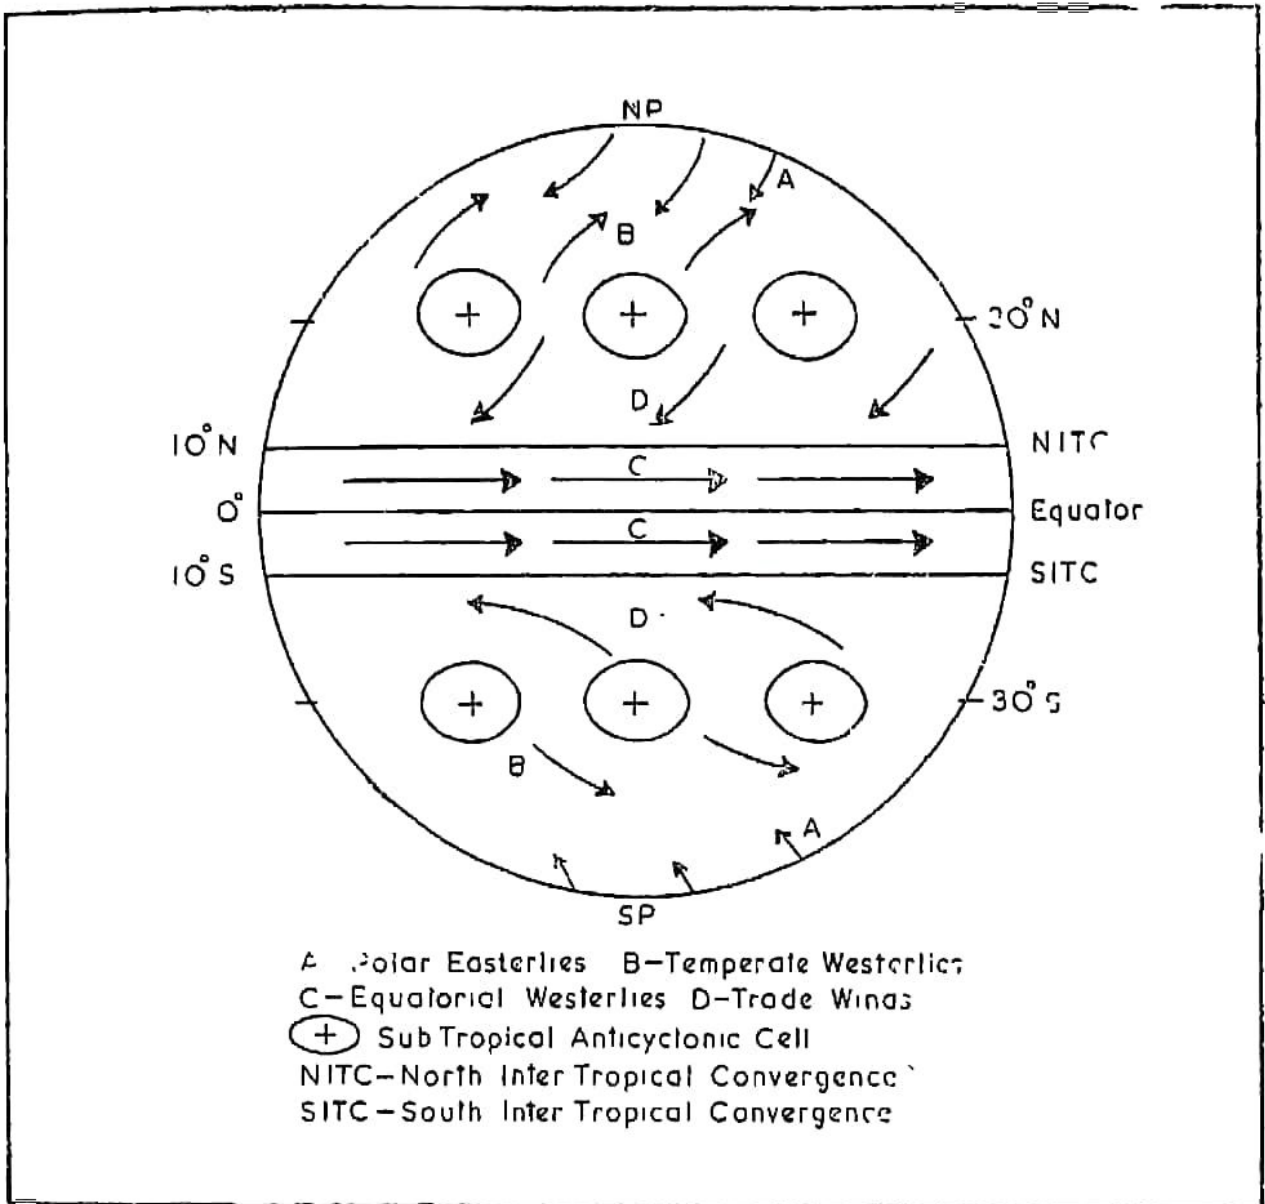 NP
A
B
+ + +
20°N
D
10°N NITC
C
0° Equator
C
10°S SITC
D
+ + +
30°S
B
A
SP
A Polar Easterlies B-Temperate Westerlies
C-Equatorial Westerlies D-Trade Winds
+ Sub Tropical Anticyclonic Cell
NITC-North Inter Tropical Convergence
SITC-South Inter Tropical Convergence